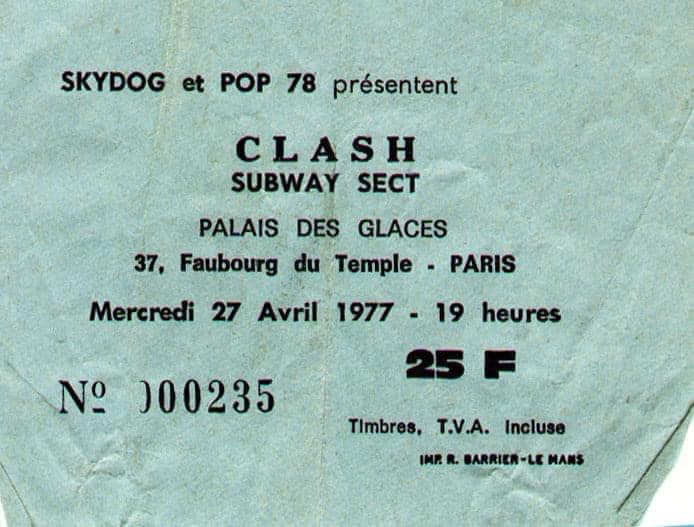 SKYDOG et POP 78 présentent
CLASH
SUBWAY SECT
PALAIS DES GLACES
37, Faubourg du Temple - PARIS
Mercredi 27 Avril 1977 - 19 heures
25 F
Nº 000235
Timbres, T.V.A. Incluse
IMP. R. BARRIER-LE MANS